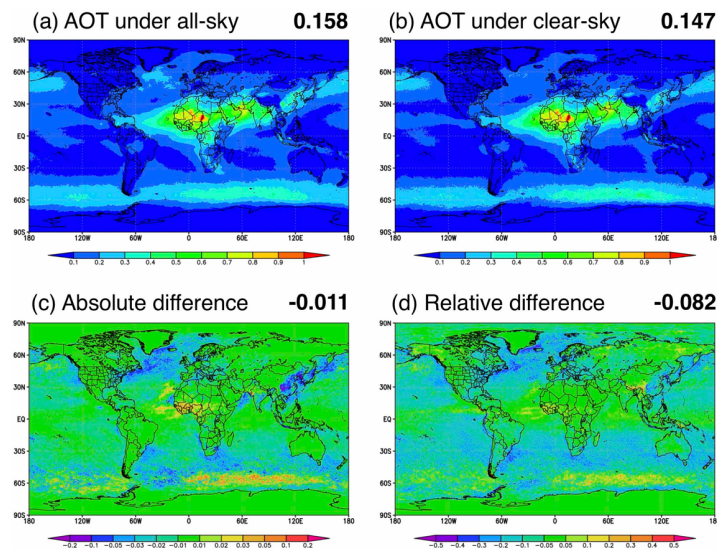 (a) AOT under all-sky 0.158
(b) AOT under clear-sky 0.147
90N
60N
30N
EQ
30S
60S
90S
180 120W 60W 0 60E 120E 180
0.1 0.2 0.3 0.4 0.5 0.6 0.7 0.8 0.9 1
90N
60N
30N
EQ
30S
60S
90S
180 120W 60W 0 60E 120E 180
0.1 0.2 0.3 0.4 0.5 0.6 0.7 0.8 0.9 1
(c) Absolute difference -0.011
(d) Relative difference -0.082
90N
60N
30N
EQ
30S
60S
90S
180 120W 60W 0 60E 120E 180
-0.2 -0.1 -0.05 -0.03 -0.02 -0.01 0.01 0.02 0.03 0.05 0.1 0.2
90N
60N
30N
EQ
30S
60S
90S
180 120W 60W 0 60E 120E 180
-0.5 -0.4 -0.3 -0.2 -0.1 -0.05 0.05 0.1 0.2 0.3 0.4 0.5